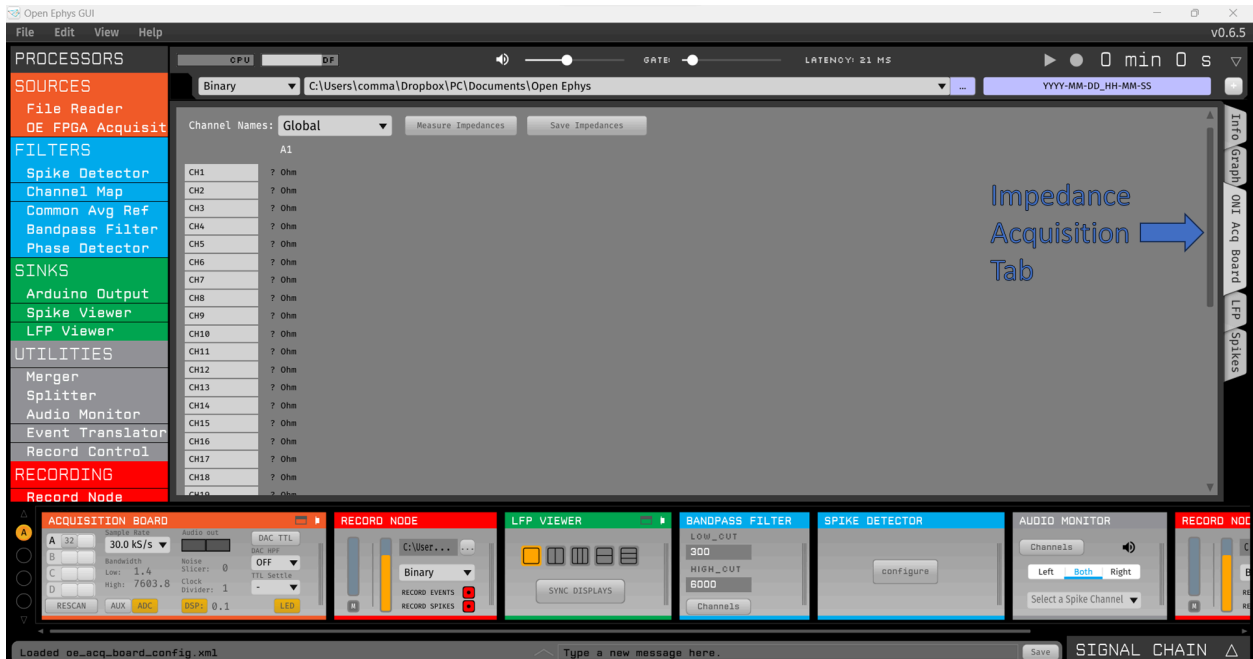 Open Ephys GUI
File Edit View Help
v0.6.5
PROCESSORS
CPU
DF
GATE:
LATENCY: 21 MS
0 min 0 s
Binary
C:\Users\comma\Dropbox\PC\Documents\Open Ephys
...
YYYY-MM-DD_HH-MM-SS
+
SOURCES
File Reader
OE FPGA Acquisit
FILTERS
Spike Detector
Channel Map
Common Avg Ref
Bandpass Filter
Phase Detector
SINKS
Arduino Output
Spike Viewer
LFP Viewer
UTILITIES
Merger
Splitter
Audio Monitor
Event Translator
Record Control
RECORDING
Record Node
Channel Names: Global
Measure Impedances
Save Impedances
A1
CH1 ? Ohm
CH2 ? Ohm
CH3 ? Ohm
CH4 ? Ohm
CH5 ? Ohm
CH6 ? Ohm
CH7 ? Ohm
CH8 ? Ohm
CH9 ? Ohm
CH10 ? Ohm
CH11 ? Ohm
CH12 ? Ohm
CH13 ? Ohm
CH14 ? Ohm
CH15 ? Ohm
CH16 ? Ohm
CH17 ? Ohm
CH18 ? Ohm
CH19 ? Ohm
Impedance
Acquisition
Tab
Info
Graph
ONI Acq Board
LFP
Spikes
A
ACQUISITION BOARD
A 32
B
C
D
RESCAN
Sample Rate
30.0 kS/s
Bandwidth
Low: 1.4
High: 7603.8
AUX
ADC
Audio out
Noise
Slicer: 0
Clock
Divider: 1
DSP: 0.1
DAC TTL
DAC HPF
OFF
TTL Settle
-
LED
RECORD NODE
M
C:\User...
...
Binary
RECORD EVENTS
RECORD SPIKES
LFP VIEWER
SYNC DISPLAYS
BANDPASS FILTER
LOW_CUT
300
HIGH_CUT
6000
Channels
SPIKE DETECTOR
configure
AUDIO MONITOR
Channels
Left Both Right
Select a Spike Channel
RECORD NOD
M
C
B
RE
RE
Loaded oe_acq_board_config.xml
Type a new message here.
Save
SIGNAL CHAIN